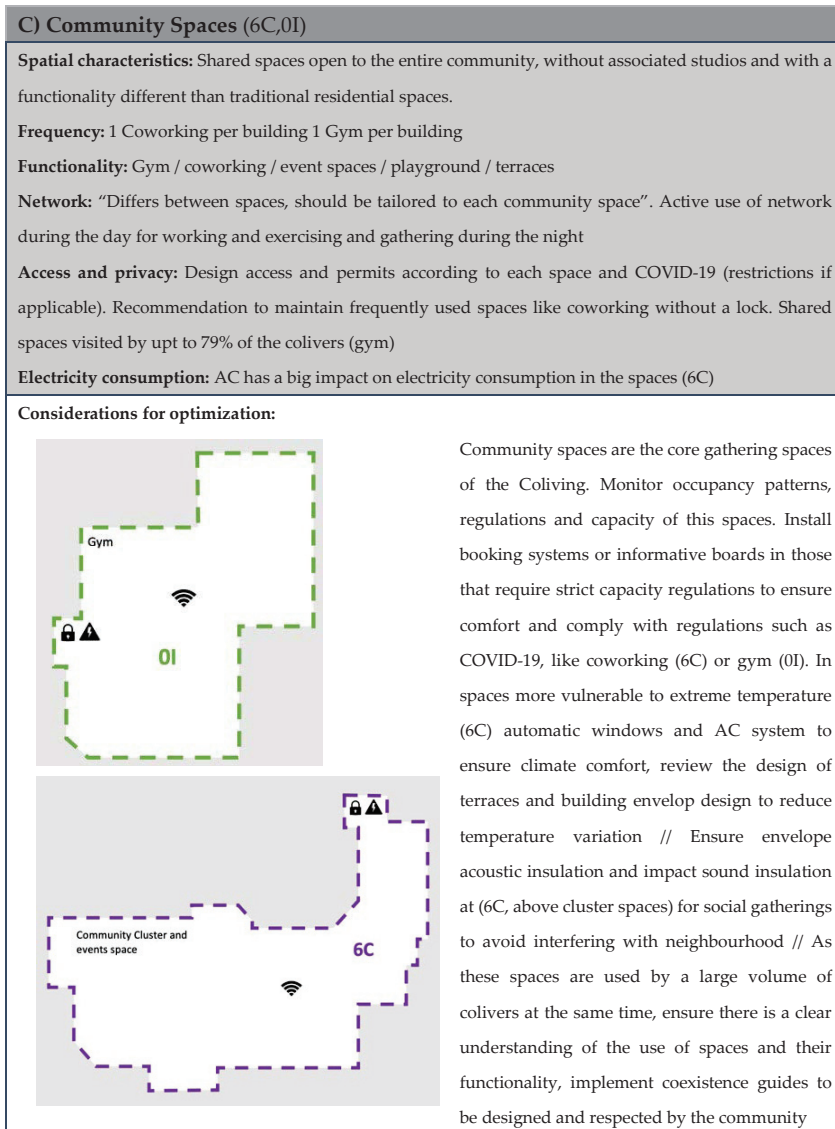 C) Community Spaces (6C,0I)
Spatial characteristics: Shared spaces open to the entire community, without associated studios and with a
functionality different than traditional residential spaces.
Frequency: 1 Coworking per building 1 Gym per building
Functionality: Gym / coworking / event spaces / playground / terraces
Network: “Differs between spaces, should be tailored to each community space”. Active use of network
during the day for working and exercising and gathering during the night
Access and privacy: Design access and permits according to each space and COVID-19 (restrictions if
applicable). Recommendation to maintain frequently used spaces like coworking without a lock. Shared
spaces visited by upt to 79% of the colivers (gym)
Electricity consumption: AC has a big impact on electricity consumption in the spaces (6C)
Considerations for optimization:
Gym
0I
Community Cluster and
events space
6C
Community spaces are the core gathering spaces
of the Coliving. Monitor occupancy patterns,
regulations and capacity of this spaces. Install
booking systems or informative boards in those
that require strict capacity regulations to ensure
comfort and comply with regulations such as
COVID-19, like coworking (6C) or gym (0I). In
spaces more vulnerable to extreme temperature
(6C) automatic windows and AC system to
ensure climate comfort, review the design of
terraces and building envelop design to reduce
temperature variation // Ensure envelope
acoustic insulation and impact sound insulation
at (6C, above cluster spaces) for social gatherings
to avoid interfering with neighbourhood // As
these spaces are used by a large volume of
colivers at the same time, ensure there is a clear
understanding of the use of spaces and their
functionality, implement coexistence guides to
be designed and respected by the community